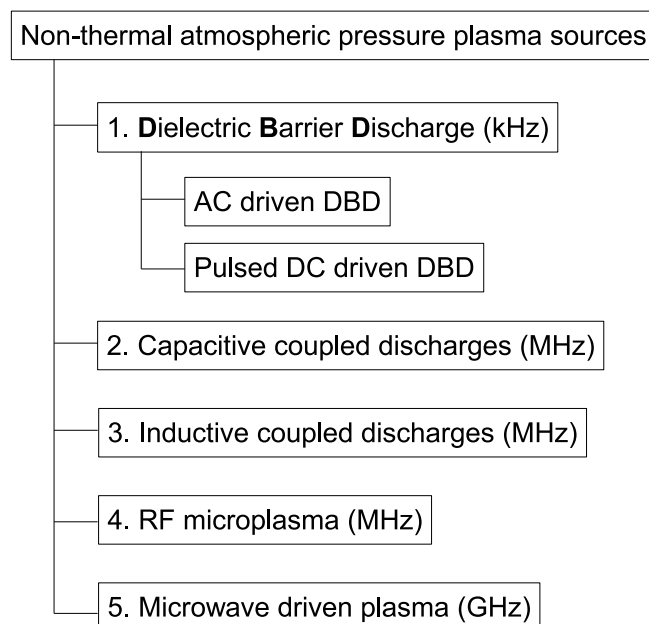 Non-thermal atmospheric pressure plasma sources
1. Dielectric Barrier Discharge (kHz)
AC driven DBD
Pulsed DC driven DBD
2. Capacitive coupled discharges (MHz)
3. Inductive coupled discharges (MHz)
4. RF microplasma (MHz)
5. Microwave driven plasma (GHz)